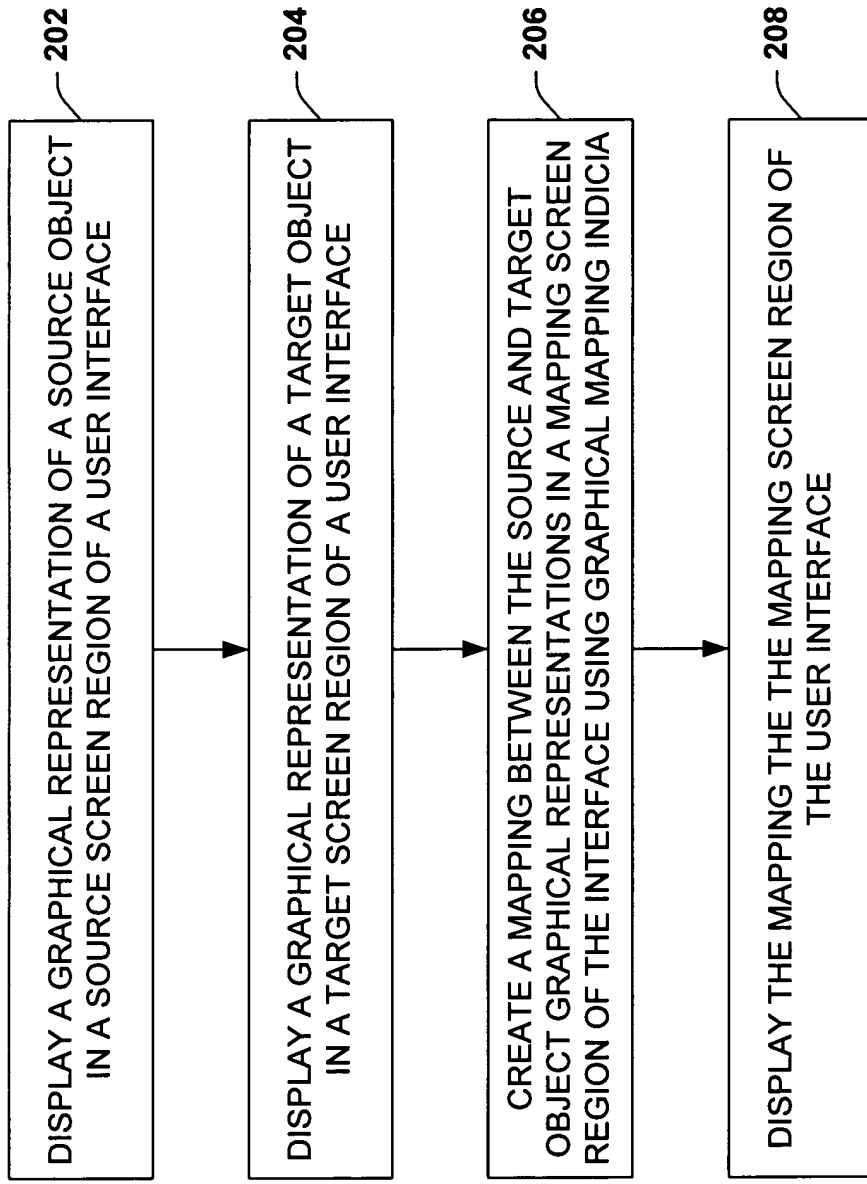 DISPLAY A GRAPHICAL REPRESENTATION OF A SOURCE OBJECT
IN A SOURCE SCREEN REGION OF A USER INTERFACE
202
DISPLAY A GRAPHICAL REPRESENTATION OF A TARGET OBJECT
IN A TARGET SCREEN REGION OF A USER INTERFACE
204
CREATE A MAPPING BETWEEN THE SOURCE AND TARGET
OBJECT GRAPHICAL REPRESENTATIONS IN A MAPPING SCREEN
REGION OF THE INTERFACE USING GRAPHICAL MAPPING INDICIA
206
DISPLAY THE MAPPING THE THE MAPPING SCREEN REGION OF
THE USER INTERFACE
208